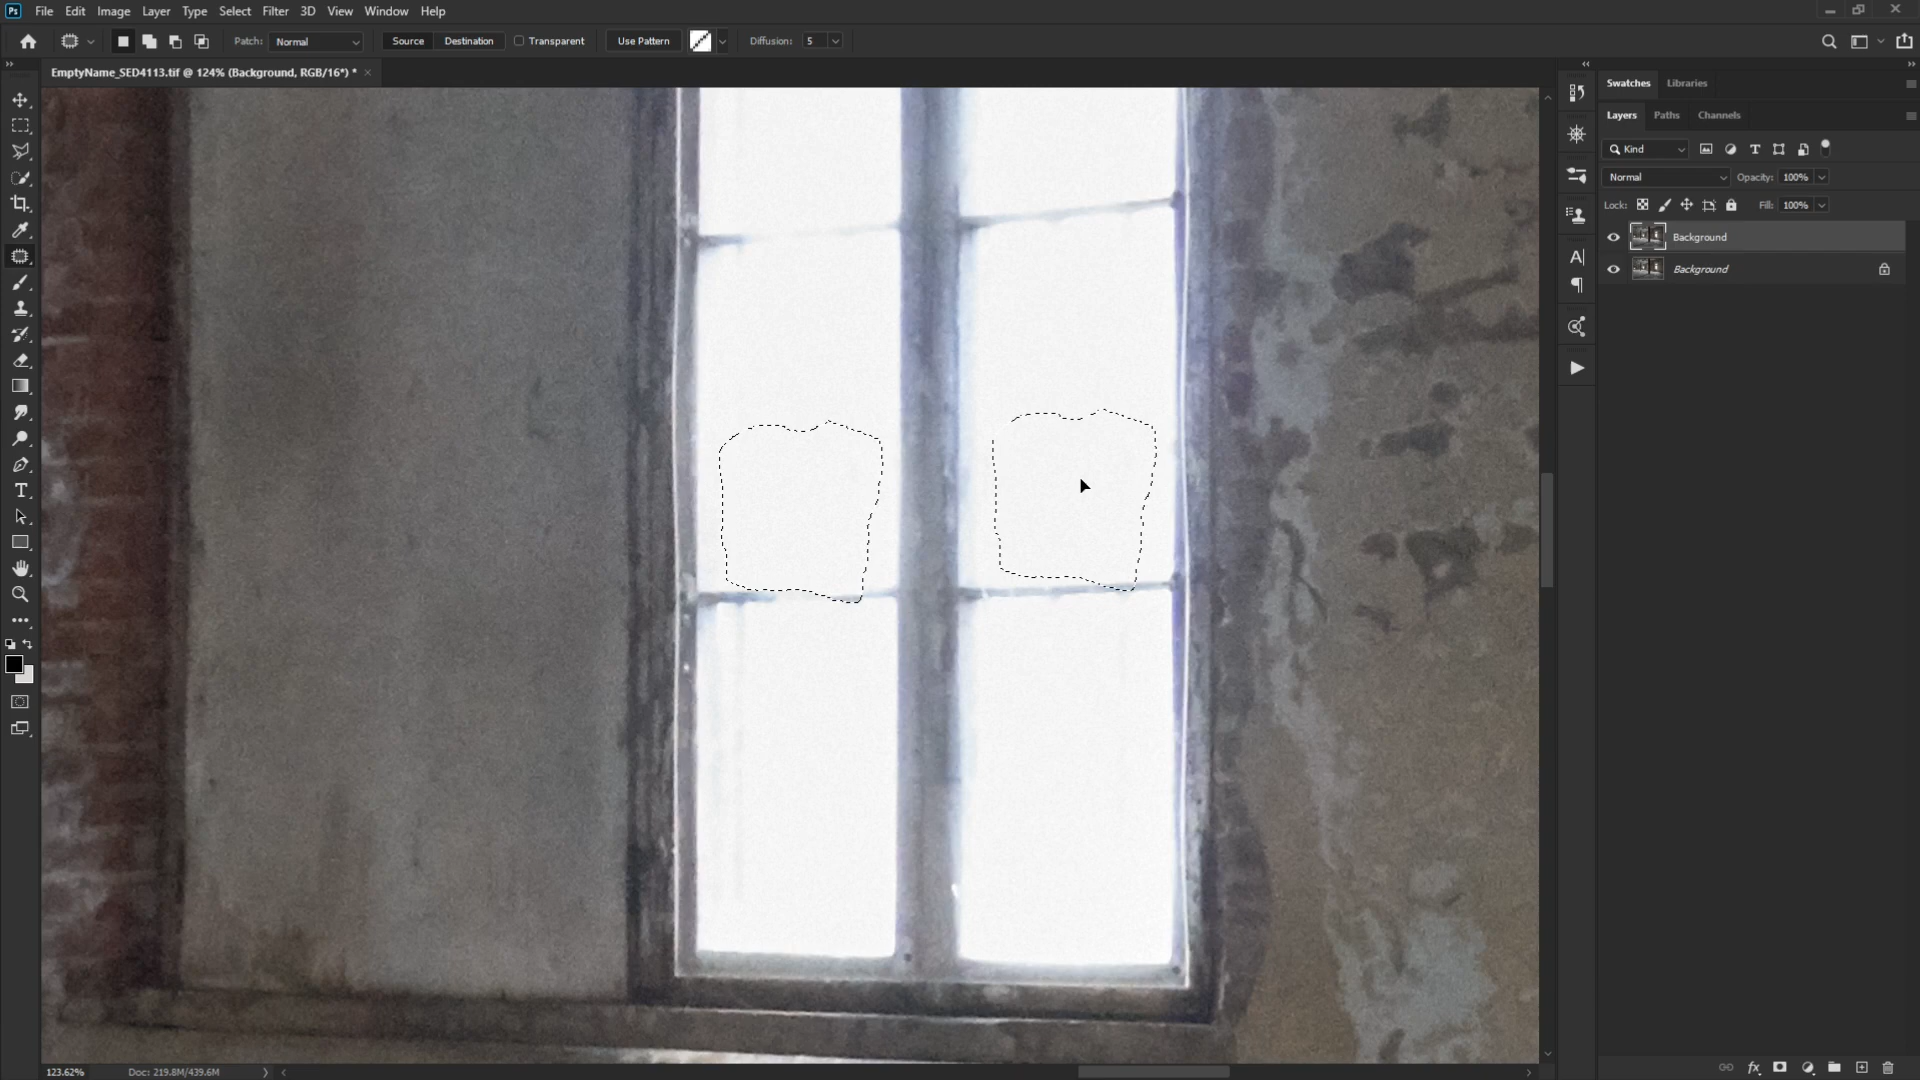 Ps File Edit Image Layer Type Select Filter 3D View Window Help
Patch: Normal Source Destination Transparent Use Pattern Diffusion: 5
EmptyName_SED4113.tif @ 124% (Background, RGB/16*) * ×
Swatches Libraries
Layers Paths Channels
Kind
Normal Opacity: 100%
Lock: Fill: 100%
Background
Background
123.62% Doc: 219.8M/439.6M